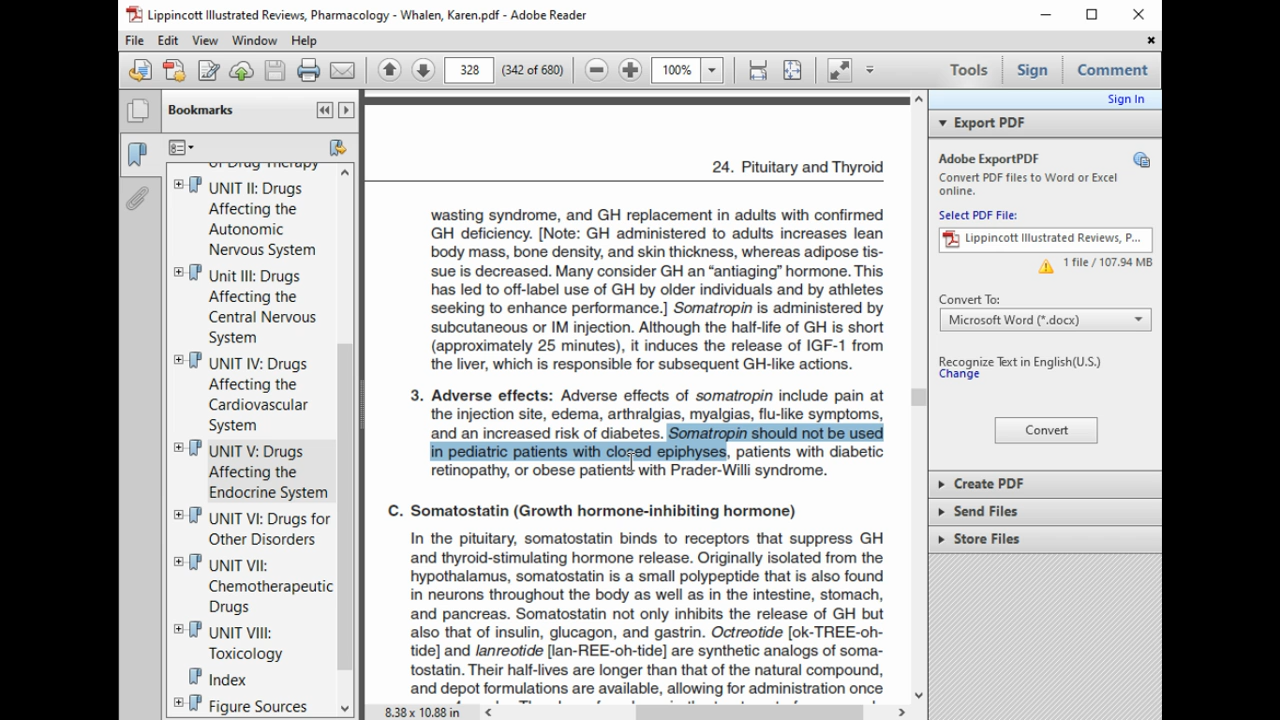 Lippincott Illustrated Reviews, Pharmacology - Whalen, Karen.pdf - Adobe Reader
File Edit View Window Help
328 (342 of 680) 100% Tools Sign Comment
Bookmarks
of Drug Therapy
UNIT II: Drugs
Affecting the
Autonomic
Nervous System
Unit III: Drugs
Affecting the
Central Nervous
System
UNIT IV: Drugs
Affecting the
Cardiovascular
System
UNIT V: Drugs
Affecting the
Endocrine System
UNIT VI: Drugs for
Other Disorders
UNIT VII:
Chemotherapeutic
Drugs
UNIT VIII:
Toxicology
Index
Figure Sources
24. Pituitary and Thyroid
wasting syndrome, and GH replacement in adults with confirmed
GH deficiency. [Note: GH administered to adults increases lean
body mass, bone density, and skin thickness, whereas adipose tis-
sue is decreased. Many consider GH an “antiaging” hormone. This
has led to off-label use of GH by older individuals and by athletes
seeking to enhance performance.] Somatropin is administered by
subcutaneous or IM injection. Although the half-life of GH is short
(approximately 25 minutes), it induces the release of IGF-1 from
the liver, which is responsible for subsequent GH-like actions.
3. Adverse effects: Adverse effects of somatropin include pain at
the injection site, edema, arthralgias, myalgias, flu-like symptoms,
and an increased risk of diabetes. Somatropin should not be used
in pediatric patients with closed epiphyses, patients with diabetic
retinopathy, or obese patients with Prader-Willi syndrome.
C. Somatostatin (Growth hormone-inhibiting hormone)
In the pituitary, somatostatin binds to receptors that suppress GH
and thyroid-stimulating hormone release. Originally isolated from the
hypothalamus, somatostatin is a small polypeptide that is also found
in neurons throughout the body as well as in the intestine, stomach,
and pancreas. Somatostatin not only inhibits the release of GH but
also that of insulin, glucagon, and gastrin. Octreotide [ok-TREE-oh-
tide] and lanreotide [lan-REE-oh-tide] are synthetic analogs of soma-
tostatin. Their half-lives are longer than that of the natural compound,
and depot formulations are available, allowing for administration once
8.38 x 10.88 in
Sign In
Export PDF
Adobe ExportPDF
Convert PDF files to Word or Excel
online.
Select PDF File:
Lippincott Illustrated Reviews, P...
1 file / 107.94 MB
Convert To:
Microsoft Word (*.docx)
Recognize Text in English(U.S.)
Change
Convert
Create PDF
Send Files
Store Files